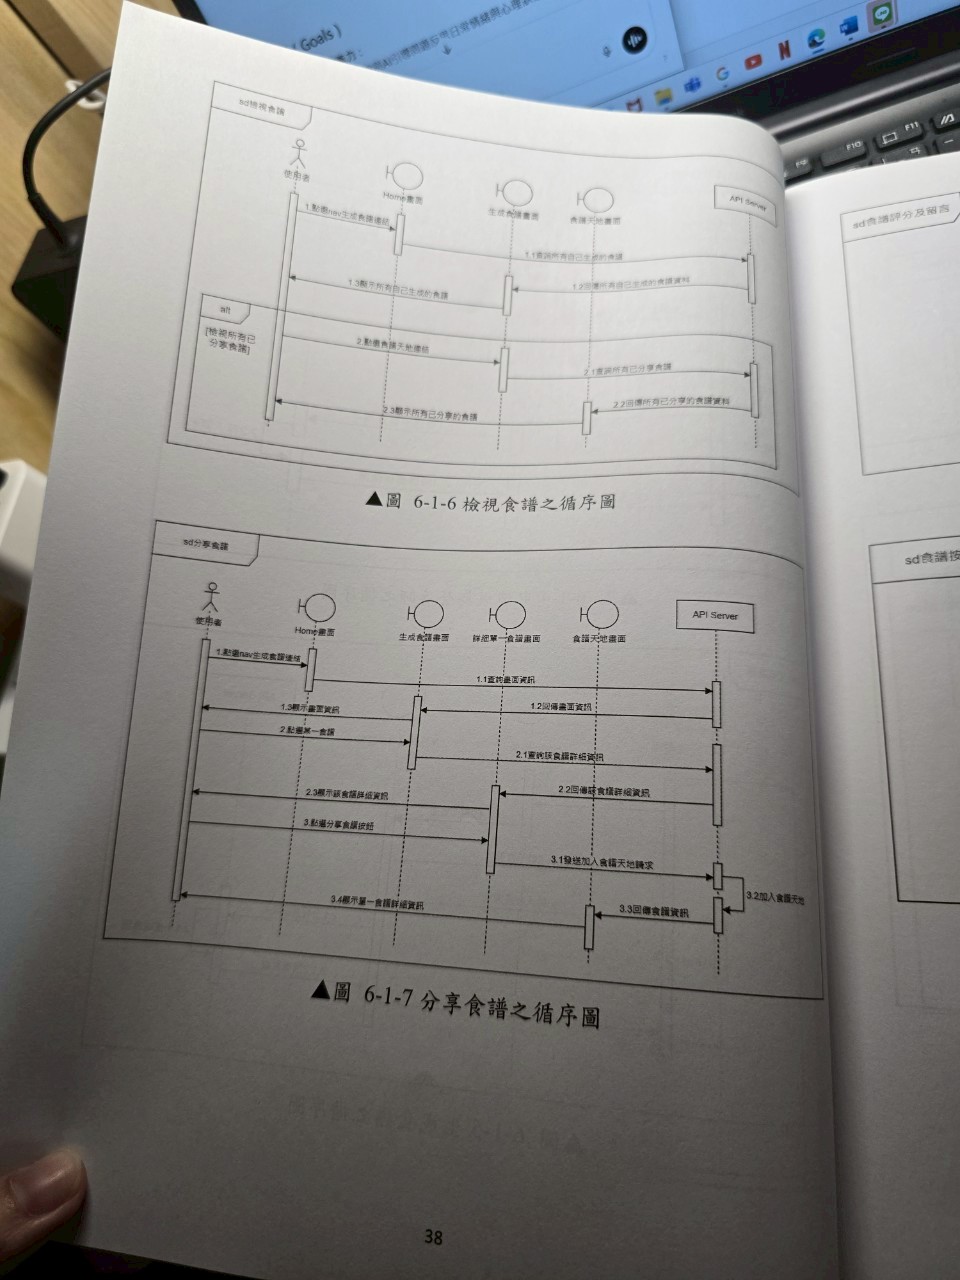 ( Goals )
F10
F11
sd檢視食譜
使用者
Home畫面
生成食譜畫面
食譜天地畫面
API Server
1.點選nav生成食譜連結
1.1查詢所有自己生成的食譜
1.2回傳所有自己生成的食譜資料
1.3顯示所有自己生成的食譜
alt
[檢視所有已
分享食譜]
2.點選食譜天地連結
2.1查詢所有已分享食譜
2.2回傳所有已分享的食譜資料
2.3顯示所有已分享的食譜
▲圖 6-1-6 檢視食譜之循序圖
sd分享食譜
使用者
Home畫面
生成食譜畫面
詳細單一食譜畫面
食譜天地畫面
API Server
1.點選nav生成食譜連結
1.1查詢畫面資訊
1.2回傳畫面資訊
1.3顯示畫面資訊
2.點選某一食譜
2.1查詢該食譜詳細資訊
2.2回傳該食譜詳細資訊
2.3顯示該食譜詳細資訊
3.點選分享食譜按鈕
3.1發送加入食譜天地請求
3.2加入食譜天地
3.3回傳食譜資訊
3.4顯示單一食譜詳細資訊
▲圖 6-1-7 分享食譜之循序圖
38
sd食譜評分及留言
sd食譜按